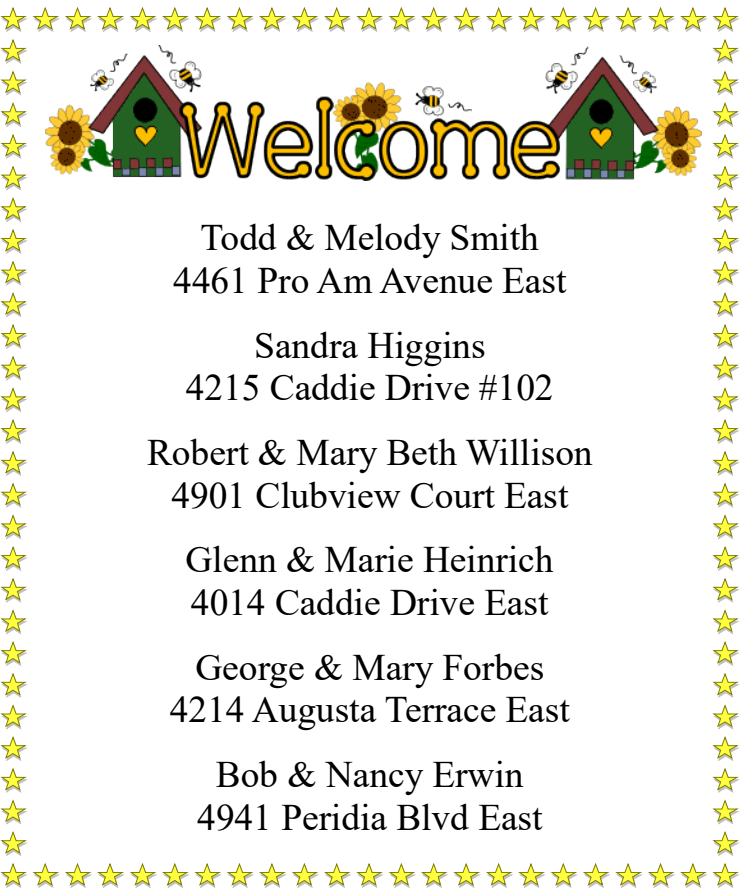 Welcome
Todd & Melody Smith
4461 Pro Am Avenue East
Sandra Higgins
4215 Caddie Drive #102
Robert & Mary Beth Willison
4901 Clubview Court East
Glenn & Marie Heinrich
4014 Caddie Drive East
George & Mary Forbes
4214 Augusta Terrace East
Bob & Nancy Erwin
4941 Peridia Blvd East